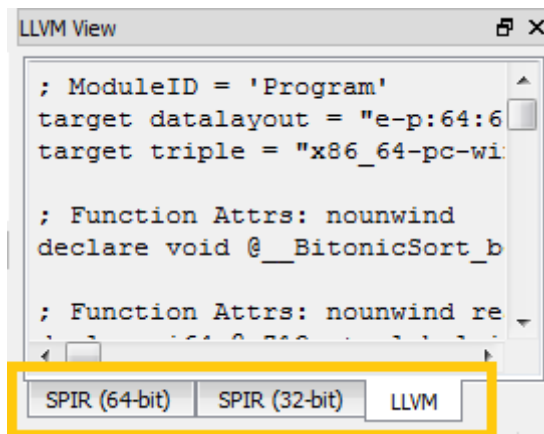 LLVM View
; ModuleID = 'Program'
target datalayout = "e-p:64:6
target triple = "x86_64-pc-wi
; Function Attrs: nounwind
declare void @__BitonicSort_b
; Function Attrs: nounwind re
SPIR (64-bit) SPIR (32-bit) LLVM